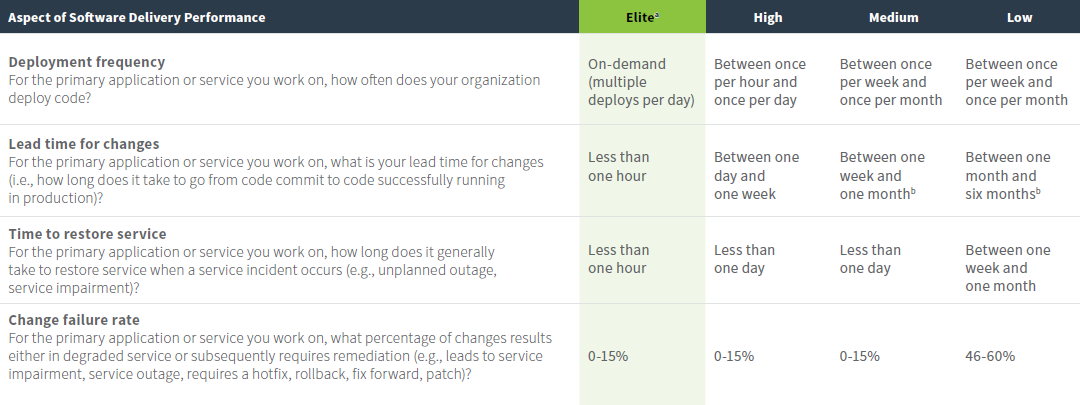 Aspect of Software Delivery Performance
Eliteª
High
Medium
Low
Deployment frequency
For the primary application or service you work on, how often does your organization
deploy code?
On-demand
(multiple
deploys per day)
Between once
per hour and
once per day
Between once
per week and
once per month
Between once
per week and
once per month
Lead time for changes
For the primary application or service you work on, what is your lead time for changes
(i.e., how long does it take to go from code commit to code successfully running
in production)?
Less than
one hour
Between one
day and
one week
Between one
week and
one monthᵇ
Between one
month and
six monthsᵇ
Time to restore service
For the primary application or service you work on, how long does it generally
take to restore service when a service incident occurs (e.g., unplanned outage,
service impairment)?
Less than
one hour
Less than
one day
Less than
one day
Between one
week and
one month
Change failure rate
For the primary application or service you work on, what percentage of changes results
either in degraded service or subsequently requires remediation (e.g., leads to service
impairment, service outage, requires a hotfix, rollback, fix forward, patch)?
0-15%
0-15%
0-15%
46-60%